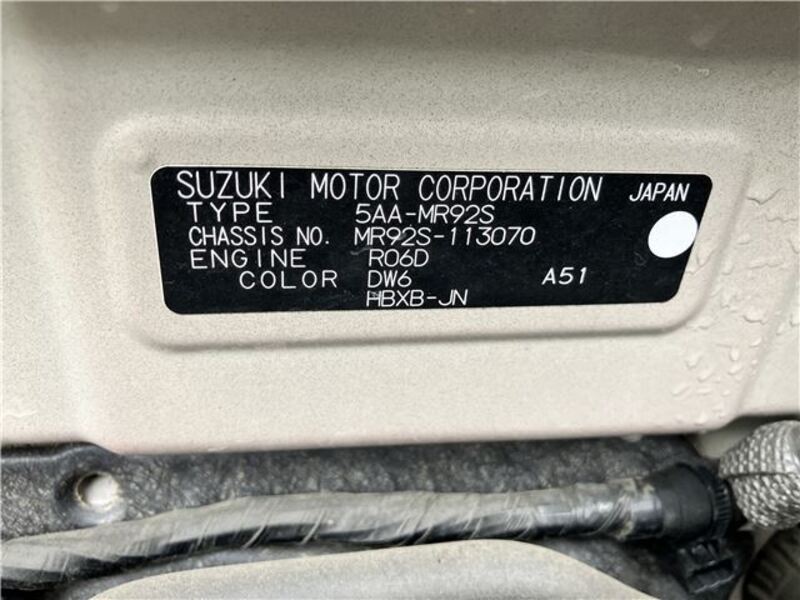 SUZUKI MOTOR CORPORATION JAPAN
TYPE 5AA-MR92S
CHASSIS NO. MR92S-113070
ENGINE R06D
COLOR DW6 A51
HBXB-JN